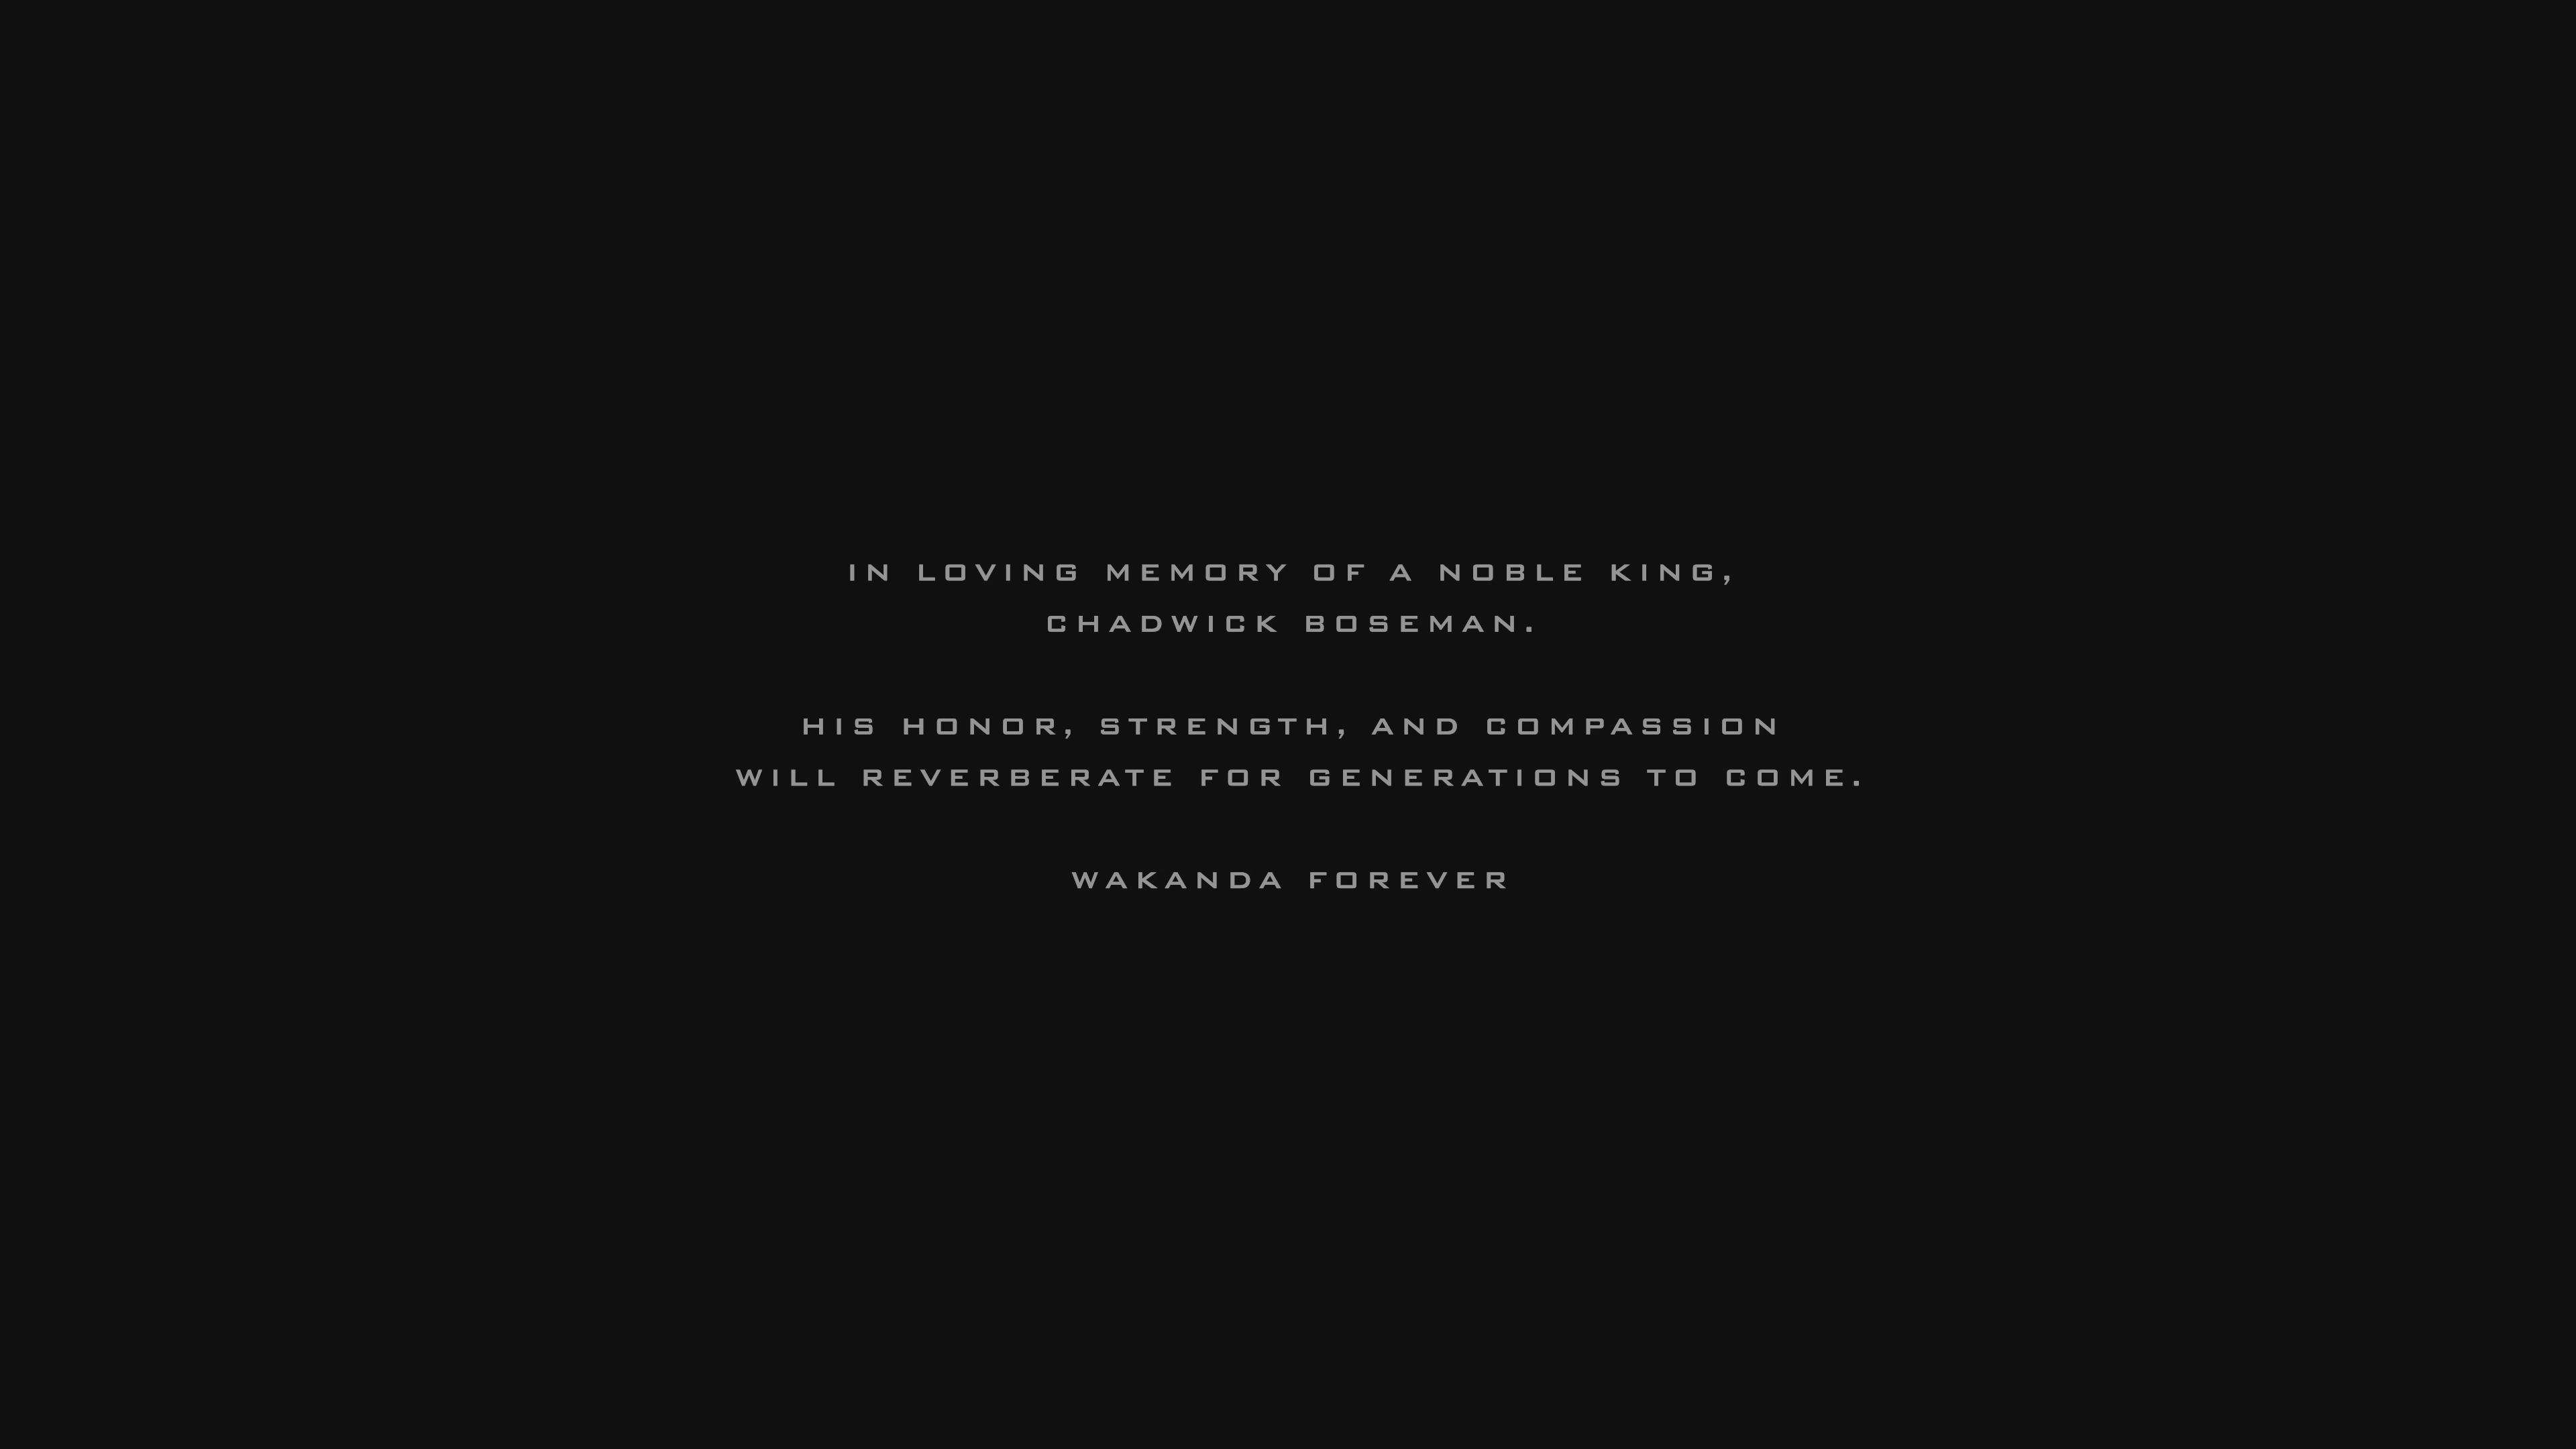 IN LOVING MEMORY OF A NOBLE KING,
CHADWICK BOSEMAN.
HIS HONOR, STRENGTH, AND COMPASSION
WILL REVERBERATE FOR GENERATIONS TO COME.
WAKANDA FOREVER